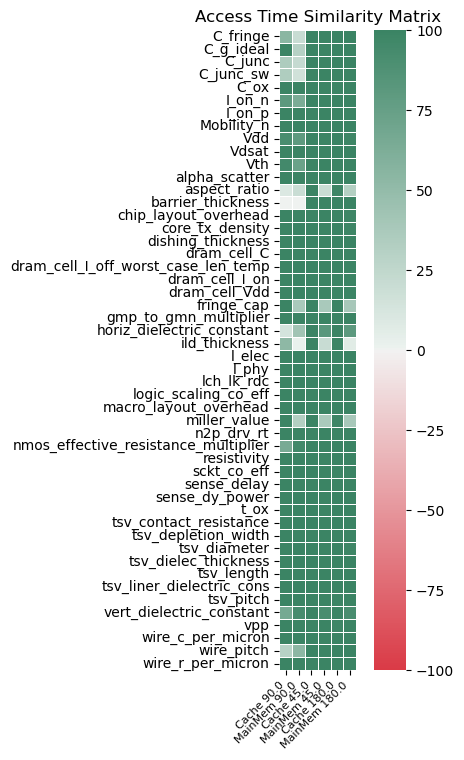 Access Time Similarity Matrix
C_fringe
C_g_ideal
C_junc
C_junc_sw
C_ox
I_on_n
I_on_p
Mobility_n
Vdd
Vdsat
Vth
alpha_scatter
aspect_ratio
barrier_thickness
chip_layout_overhead
core_tx_density
dishing_thickness
dram_cell_C
dram_cell_I_off_worst_case_len_temp
dram_cell_I_on
dram_cell_Vdd
fringe_cap
gmp_to_gmn_multiplier
horiz_dielectric_constant
ild_thickness
l_elec
l_phy
lch_lk_rdc
logic_scaling_co_eff
macro_layout_overhead
miller_value
n2p_drv_rt
nmos_effective_resistance_multiplier
resistivity
sckt_co_eff
sense_delay
sense_dy_power
t_ox
tsv_contact_resistance
tsv_depletion_width
tsv_diameter
tsv_dielec_thickness
tsv_length
tsv_liner_dielectric_cons
tsv_pitch
vert_dielectric_constant
vpp
wire_c_per_micron
wire_pitch
wire_r_per_micron
Cache 90.0
MainMem 90.0
Cache 45.0
MainMem 45.0
Cache 180.0
MainMem 180.0
100
75
50
25
0
−25
−50
−75
−100